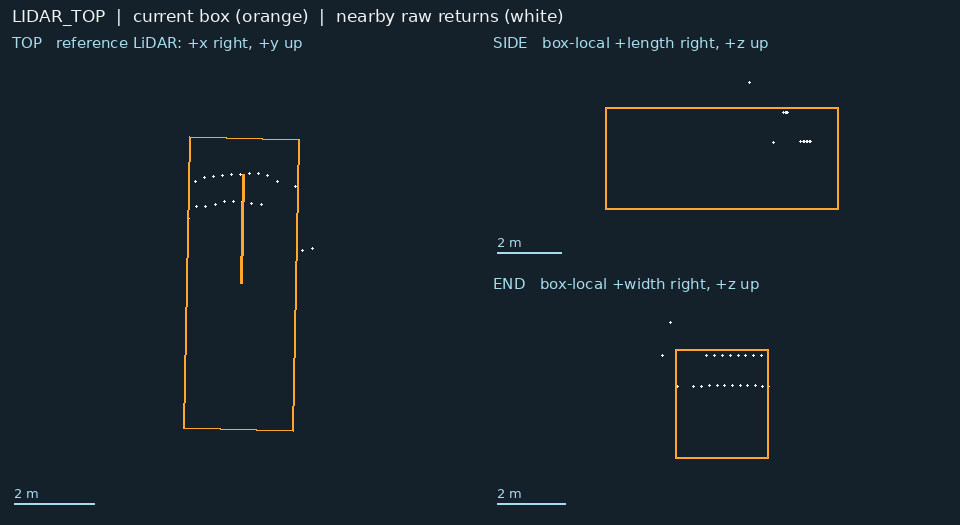 LIDAR_TOP  |  current box (orange)  |  nearby raw returns (white)
TOP   reference LiDAR: +x right, +y up
SIDE   box-local +length right, +z up
2 m
END   box-local +width right, +z up
2 m
2 m